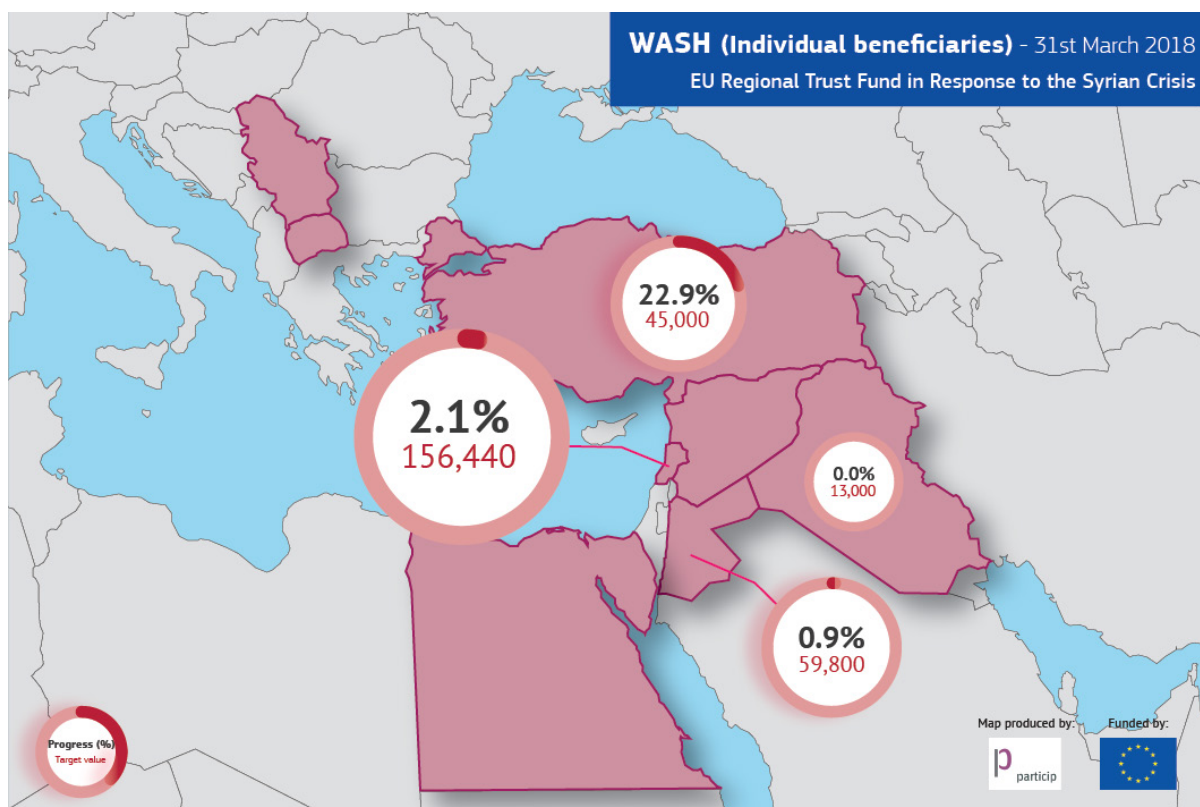 WASH (Individual beneficiaries) - 31st March 2018
EU Regional Trust Fund in Response to the Syrian Crisis
22.9%
45,000
2.1%
156,440
0.0%
13,000
0.9%
59,800
Progress (%)
Target value
Map produced by:
Funded by:
p
particip